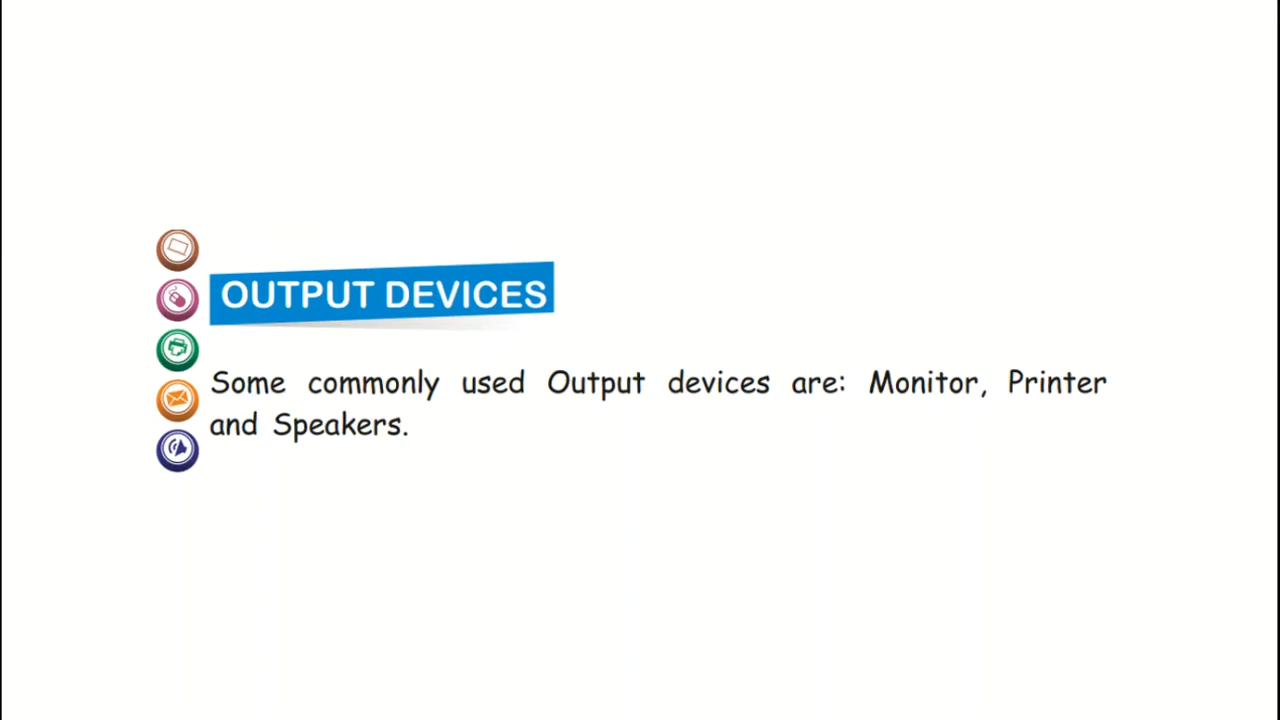 OUTPUT DEVICES
Some commonly used Output devices are: Monitor, Printer
and Speakers.